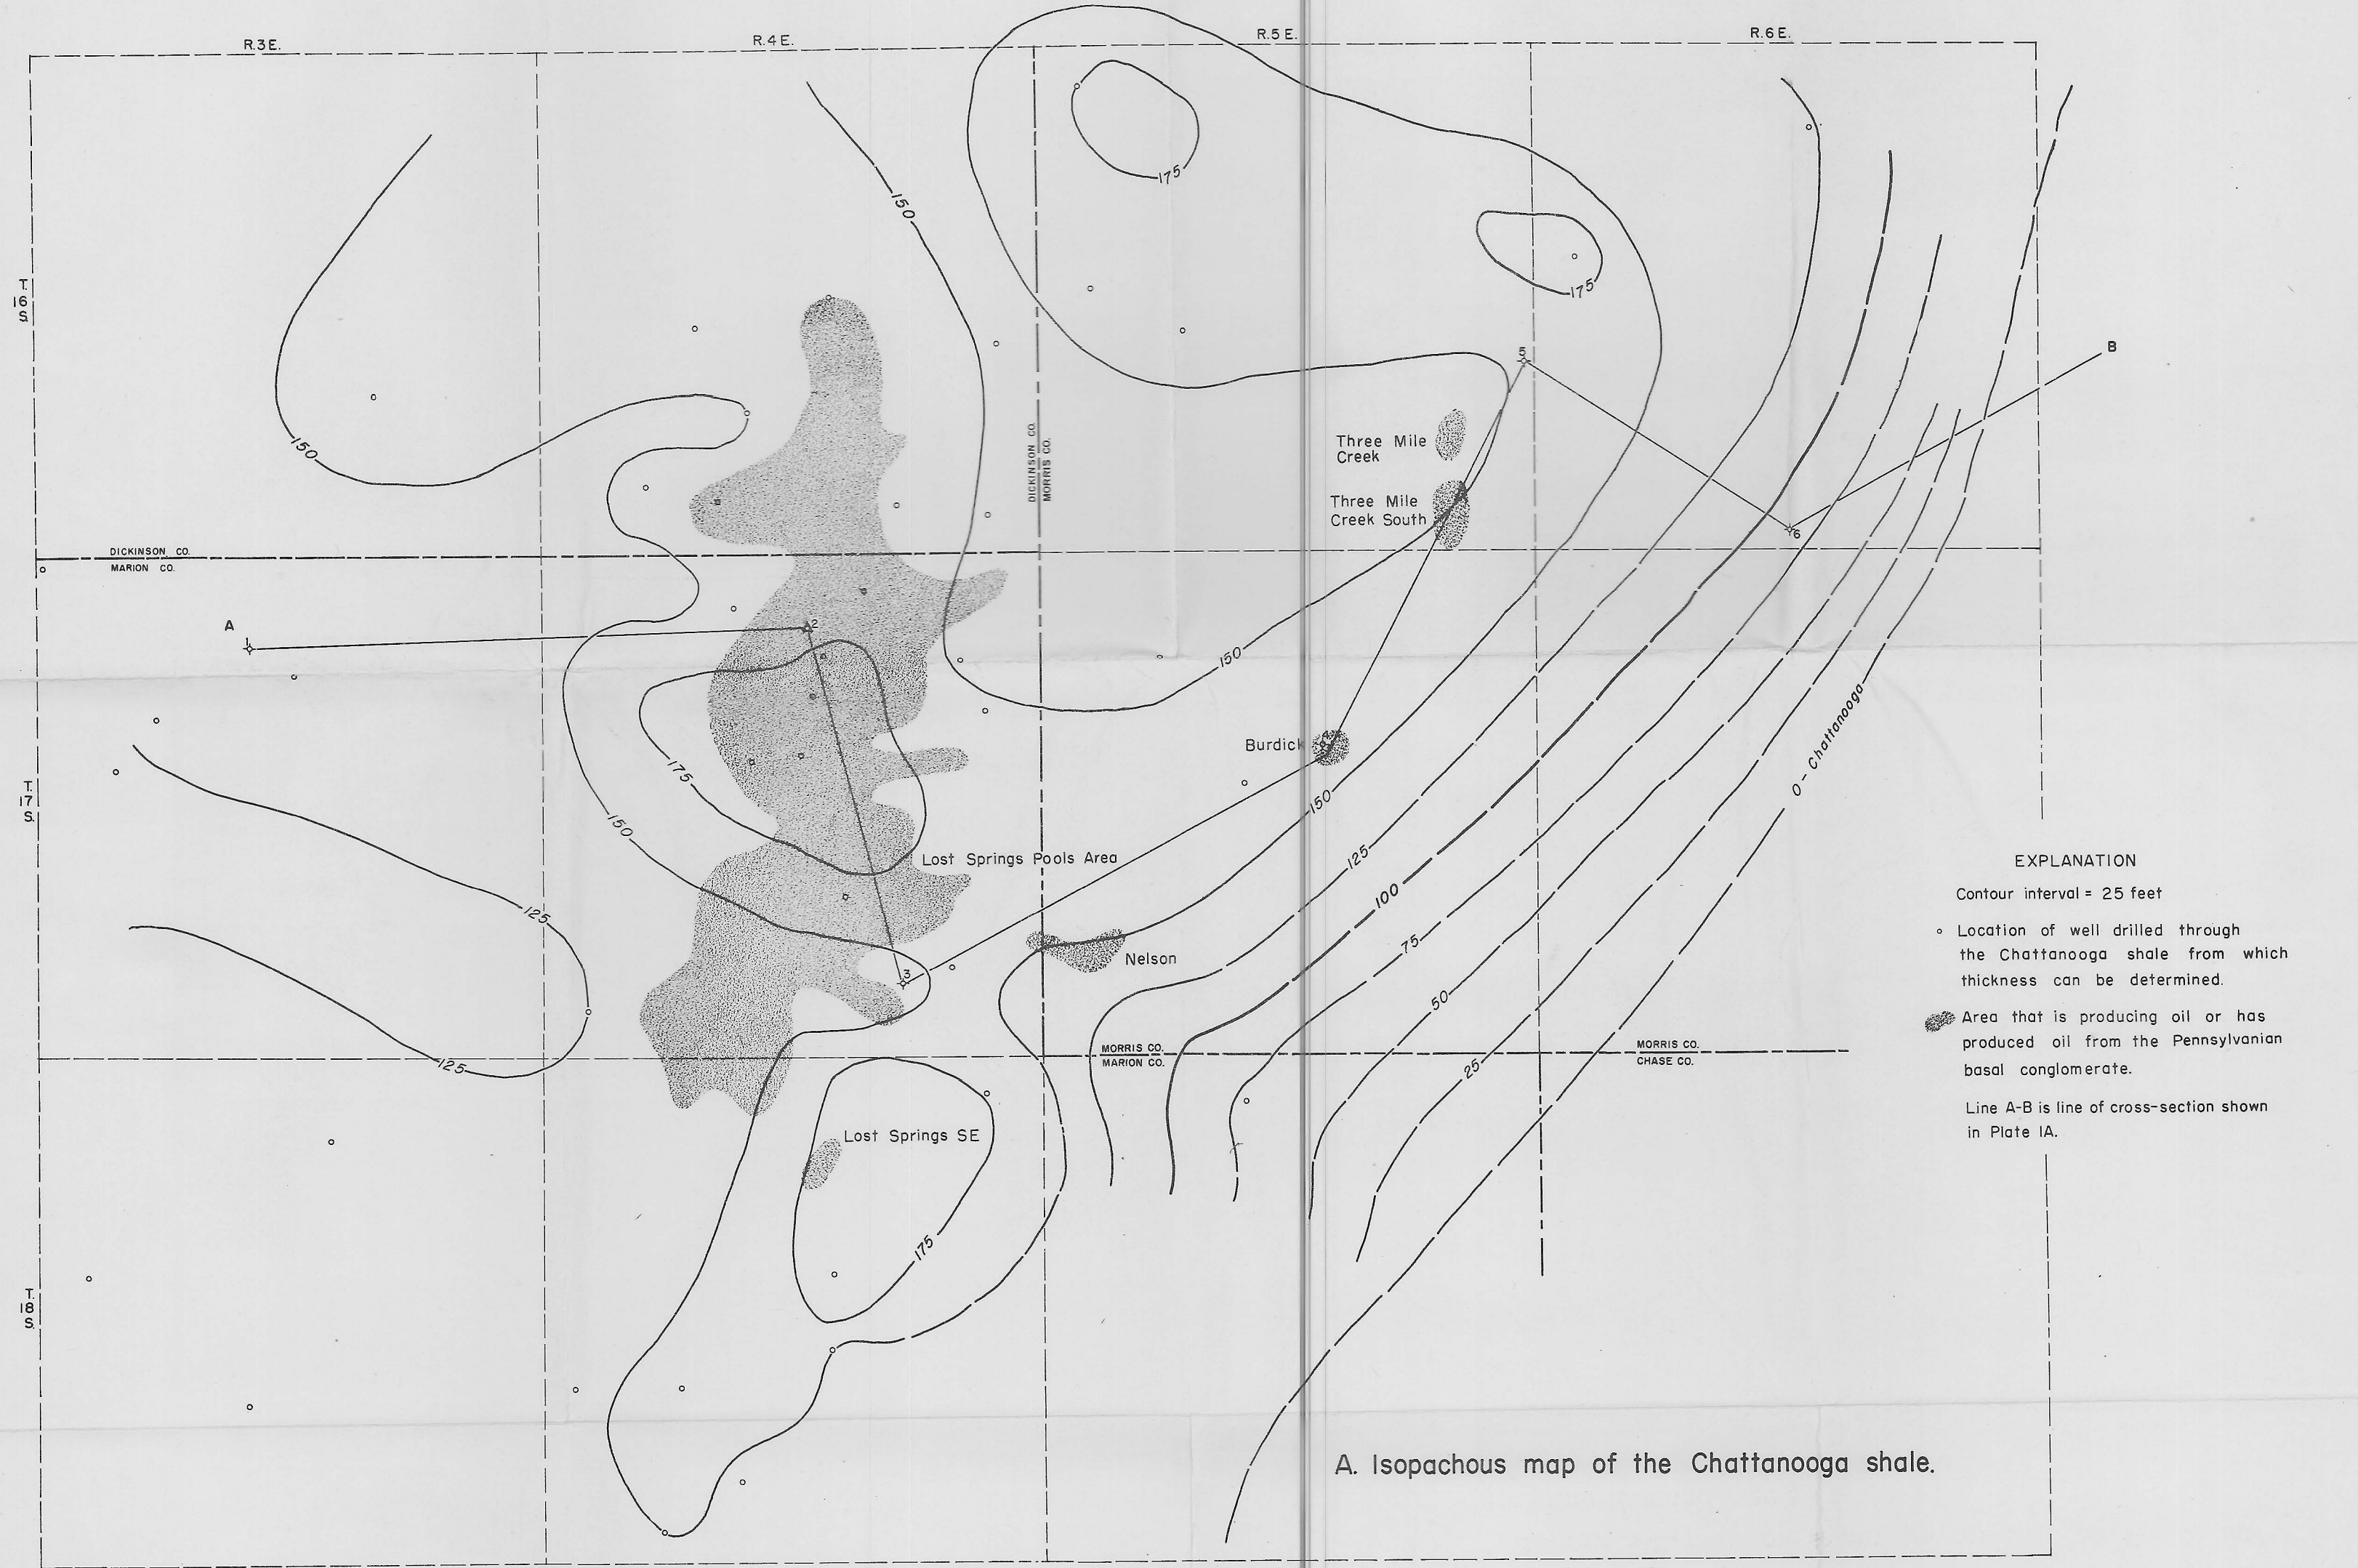 R.3E.
R.4E.
R.5E.
R.6E.
T.
16
S.
150
175
175
5
B
150
Three Mile
Creek
Three Mile
Creek South
DICKINSON CO.
MORRIS CO.
6
DICKINSON CO.
MARION CO.
A
1
2
150
175
150
Burdick
4
150
0 - Chattanooga
T.
17
S.
Lost Springs Pools Area
125
100
125
75
Nelson
3
50
25
125
MORRIS CO.
MARION CO.
MORRIS CO.
CHASE CO.
Lost Springs SE
175
T.
18
S.
EXPLANATION
Contour interval = 25 feet
Location of well drilled through
the Chattanooga shale from which
thickness can be determined.
Area that is producing oil or has
produced oil from the Pennsylvanian
basal conglomerate.
Line A-B is line of cross-section shown
in Plate IA.
A. Isopachous map of the Chattanooga shale.